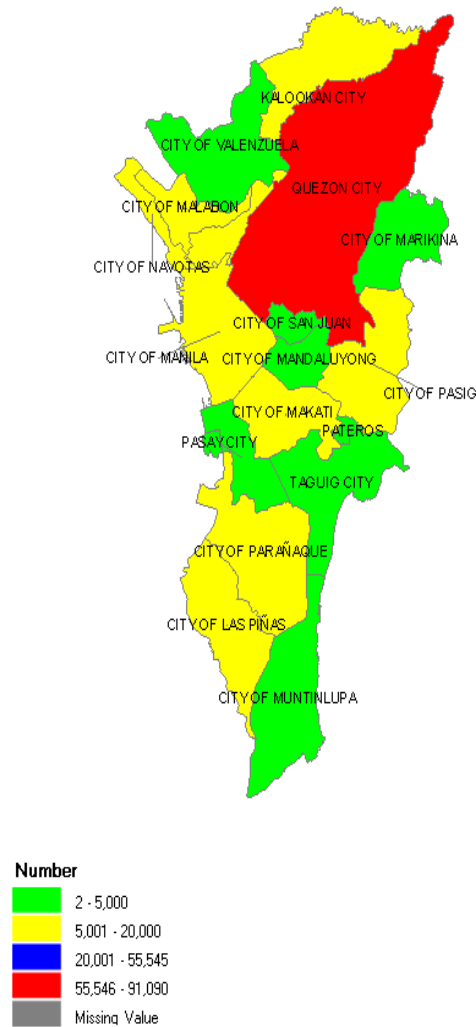 KALOOKAN CITY
CITY OF VALENZUELA
QUEZON CITY
CITY OF MALABON
CITY OF MARIKINA
CITY OF NAVOTAS
CITY OF SAN JUAN
CITY OF MANILA
CITY OF MANDALUYONG
CITY OF PASIG
CITY OF MAKATI
PATEROS
PASAY CITY
TAGUIG CITY
CITY OF PARAÑAQUE
CITY OF LAS PIÑAS
CITY OF MUNTINLUPA
Number
2 - 5,000
5,001 - 20,000
20,001 - 55,545
55,546 - 91,090
Missing Value